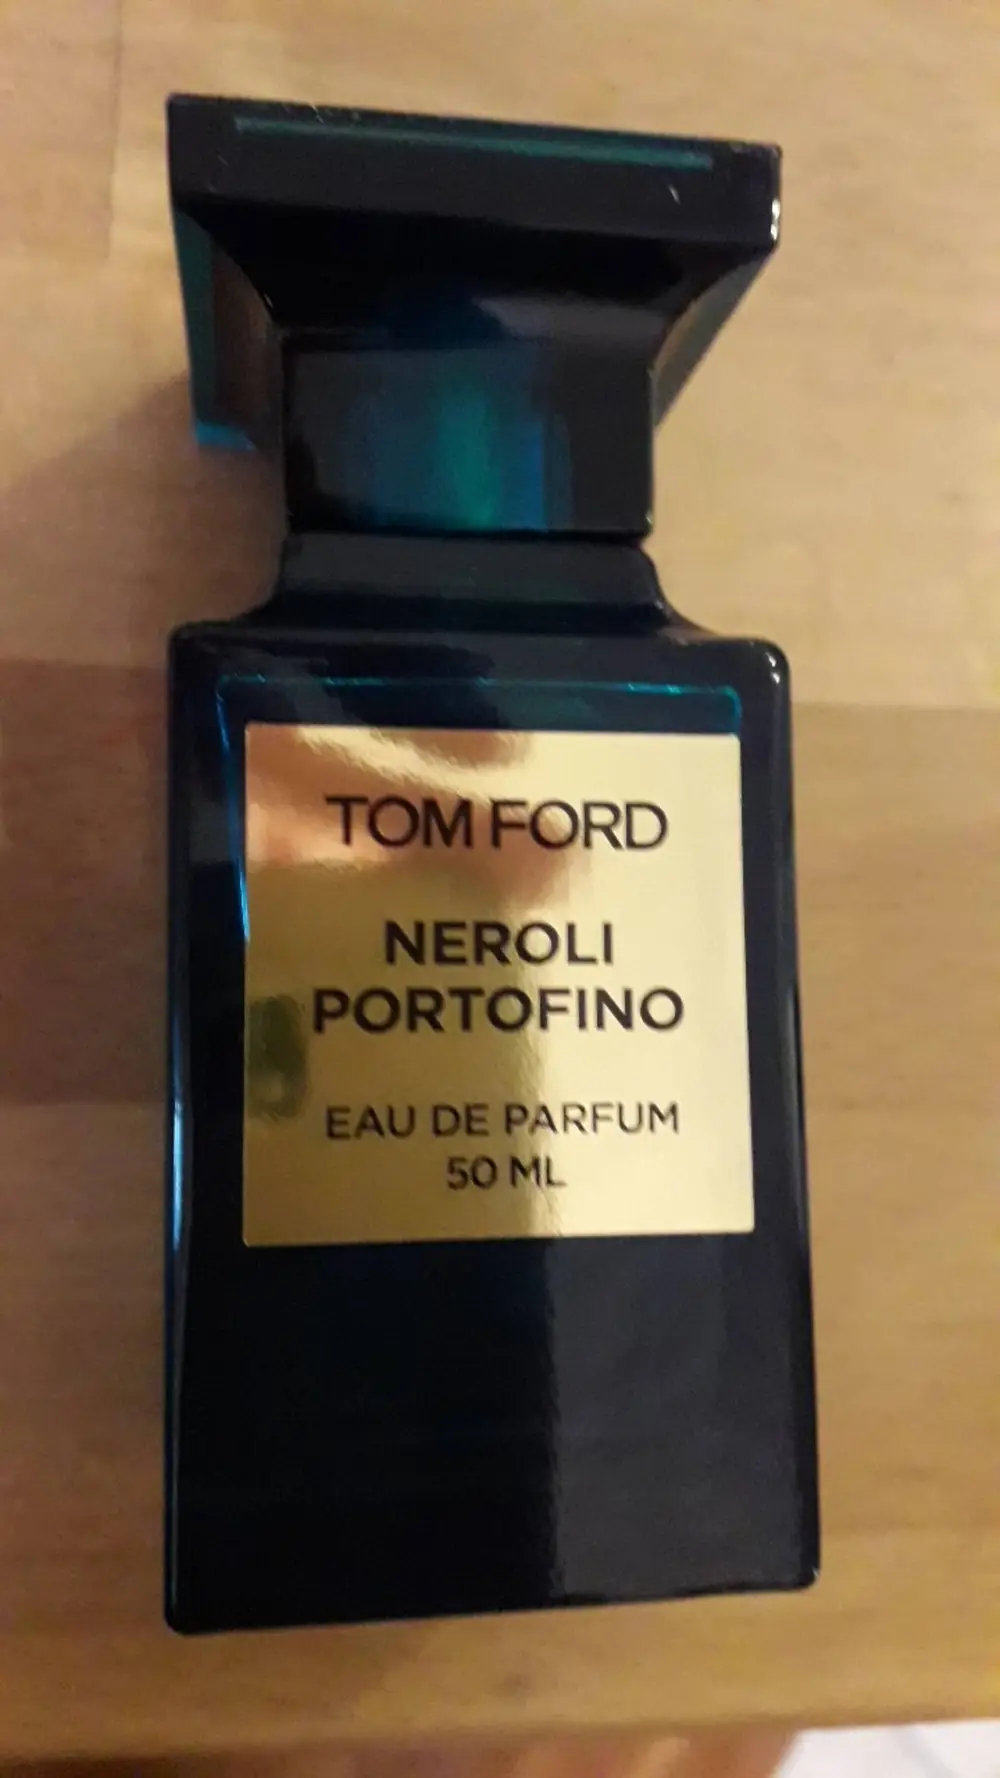 TOM FORD
NEROLI
PORTOFINO
EAU DE PARFUM
50 ML